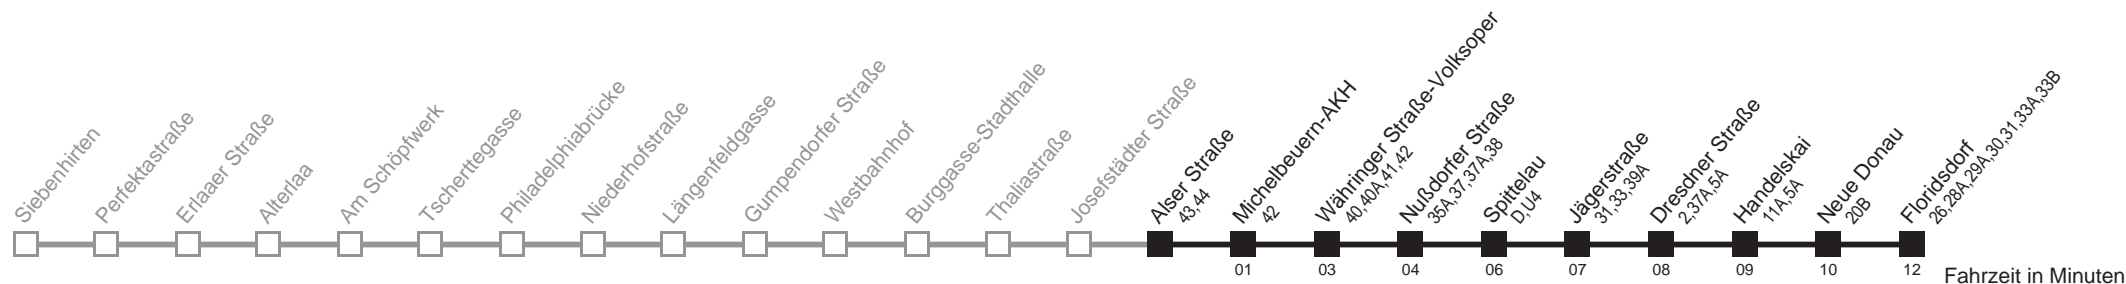 Siebenhirten
Perfektastraße
Erlaaer Straße
Alterlaa
Am Schöpfwerk
Tscherttegasse
Philadelphiabrücke
Niederhofstraße
Längenfeldgasse
Gumpendorfer Straße
Westbahnhof
Burggasse-Stadthalle
Thaliastraße
Josefstädter Straße
Alser Straße
43,44
Michelbeuern-AKH
42
Währinger Straße-Volksoper
40,40A,41,42
Nußdorfer Straße
35A,37,37A,38
Spittelau
D,U4
Jägerstraße
31,33,39A
Dresdner Straße
2,37A,5A
Handelskai
11A,5A
Neue Donau
20B
Floridsdorf
26,28A,29A,30,31,33A,33B
01
03
04
06
07
08
09
10
12
Fahrzeit in Minuten